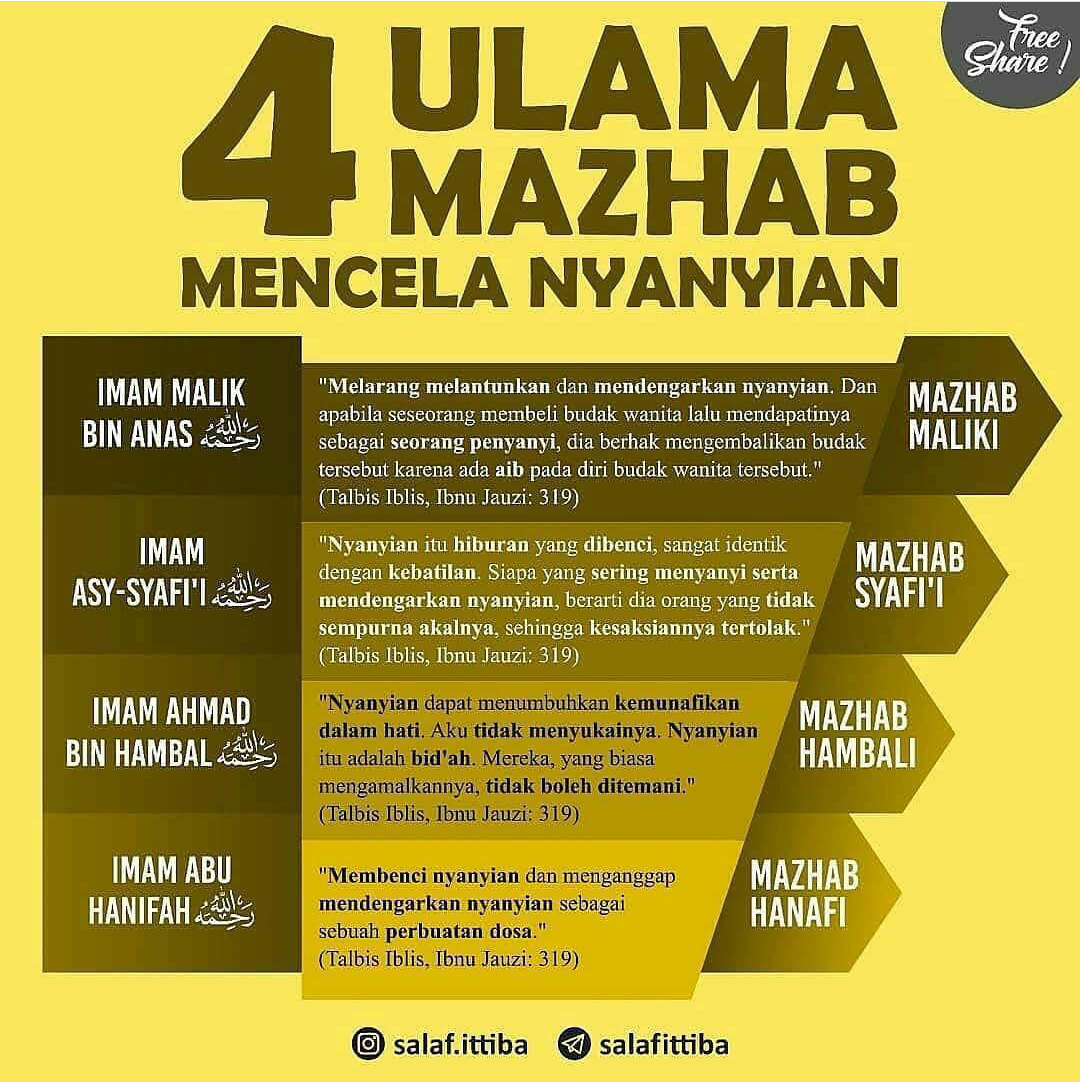 Free
Share !
4 ULAMA
MAZHAB
MENCELA NYANYIAN
IMAM MALIK
BIN ANAS رَحِمَهُ اللهُ
"Melarang melantunkan dan mendengarkan nyanyian. Dan
apabila seseorang membeli budak wanita lalu mendapatinya
sebagai seorang penyanyi, dia berhak mengembalikan budak
tersebut karena ada aib pada diri budak wanita tersebut."
(Talbis Iblis, Ibnu Jauzi: 319)
MAZHAB
MALIKI
IMAM
ASY-SYAFI'I رَحِمَهُ اللهُ
"Nyanyian itu hiburan yang dibenci, sangat identik
dengan kebatilan. Siapa yang sering menyanyi serta
mendengarkan nyanyian, berarti dia orang yang tidak
sempurna akalnya, sehingga kesaksiannya tertolak."
(Talbis Iblis, Ibnu Jauzi: 319)
MAZHAB
SYAFI'I
IMAM AHMAD
BIN HAMBAL رَحِمَهُ اللهُ
"Nyanyian dapat menumbuhkan kemunafikan
dalam hati. Aku tidak menyukainya. Nyanyian
itu adalah bid'ah. Mereka, yang biasa
mengamalkannya, tidak boleh ditemani."
(Talbis Iblis, Ibnu Jauzi: 319)
MAZHAB
HAMBALI
IMAM ABU
HANIFAH رَحِمَهُ اللهُ
"Membenci nyanyian dan menganggap
mendengarkan nyanyian sebagai
sebuah perbuatan dosa."
(Talbis Iblis, Ibnu Jauzi: 319)
MAZHAB
HANAFI
salaf.ittiba
salafittiba